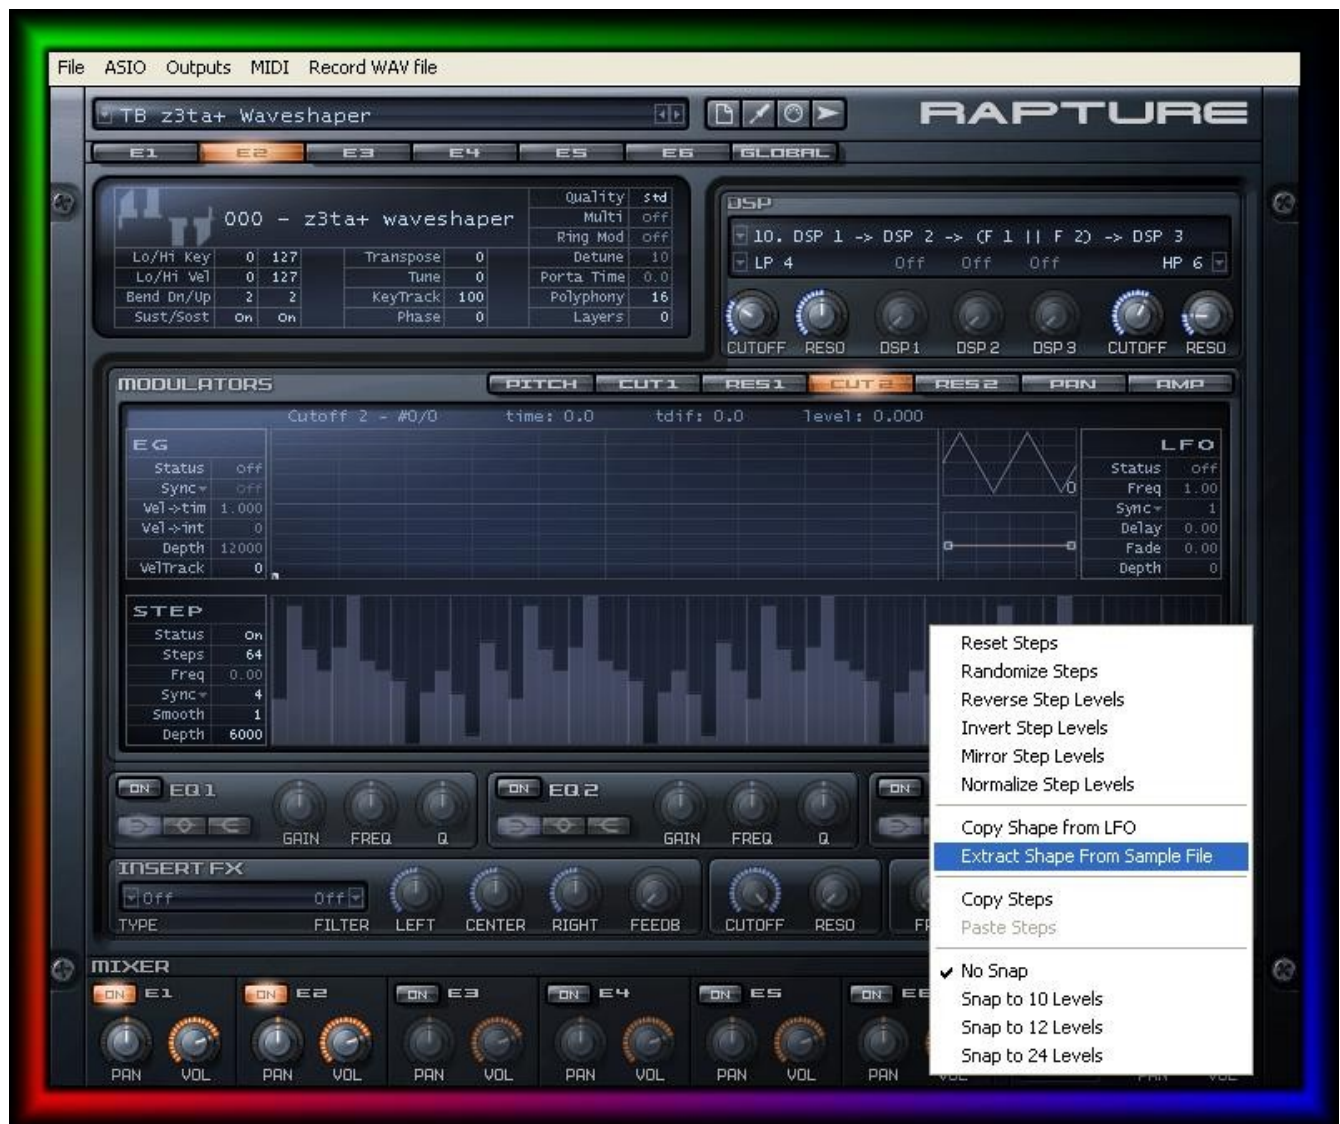 File ASIO Outputs MIDI Record WAV file
TB z3ta+ Waveshaper
RAPTURE
E1 E2 E3 E4 E5 E6 GLOBAL
000 - z3ta+ waveshaper
Quality std
Multi off
Ring Mod off
Lo/Hi Key 0 127 Transpose 0 Detune 10
Lo/Hi Vel 0 127 Tune 0 Porta Time 0.0
Bend Dn/Up 2 2 KeyTrack 100 Polyphony 16
Sust/Sost On On Phase 0 Layers 0
DSP
10. DSP 1 -> DSP 2 -> (F 1 || F 2) -> DSP 3
LP 4 Off Off Off HP 6
CUTOFF RESO DSP 1 DSP 2 DSP 3 CUTOFF RESO
MODULATORS
PITCH CUT 1 RES 1 CUT 2 RES 2 PAN AMP
Cutoff 2 - #0/0 time: 0.0 tdif: 0.0 level: 0.000
EG
Status off
Sync off
Vel->tim 1.000
Vel->int 0
Depth 12000
VelTrack 0
LFO
Status off
Freq 1.00
Sync 1
Delay 0.00
Fade 0.00
Depth 0
STEP
Status On
Steps 64
Freq 0.00
Sync 4
Smooth 1
Depth 6000
Reset Steps
Randomize Steps
Reverse Step Levels
Invert Step Levels
Mirror Step Levels
Normalize Step Levels
Copy Shape from LFO
Extract Shape From Sample File
Copy Steps
Paste Steps
No Snap
Snap to 10 Levels
Snap to 12 Levels
Snap to 24 Levels
ON EQ 1
GAIN FREQ Q
ON EQ 2
GAIN FREQ Q
ON
INSERT FX
Off Off
TYPE FILTER LEFT CENTER RIGHT FEEDB CUTOFF RESO
MIXER
ON E1 ON E2 ON E3 ON E4 ON E5 ON E6
PAN VOL PAN VOL PAN VOL PAN VOL PAN VOL PAN VOL PAN VOL